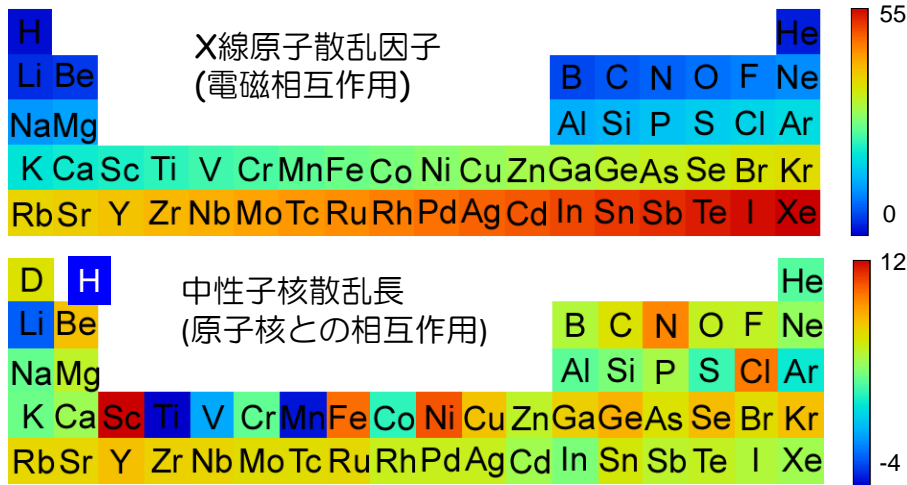 H He 55
X線原子散乱因子
(電磁相互作用)
Li Be B C N O F Ne
Na Mg Al Si P S Cl Ar
K Ca Sc Ti V Cr Mn Fe Co Ni Cu Zn Ga Ge As Se Br Kr
Rb Sr Y Zr Nb Mo Tc Ru Rh Pd Ag Cd In Sn Sb Te I Xe
0
D H He 12
中性子核散乱長
(原子核との相互作用)
Li Be B C N O F Ne
Na Mg Al Si P S Cl Ar
K Ca Sc Ti V Cr Mn Fe Co Ni Cu Zn Ga Ge As Se Br Kr
Rb Sr Y Zr Nb Mo Tc Ru Rh Pd Ag Cd In Sn Sb Te I Xe
-4